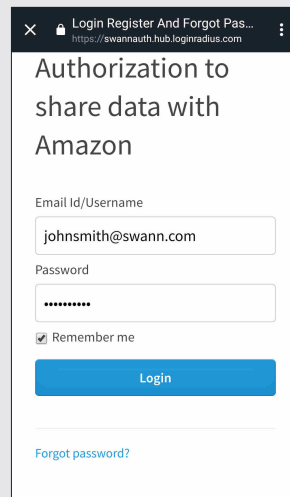 Login Register And Forgot Pas...
https://swannauth.hub.loginradius.com
Authorization to
share data with
Amazon
Email Id/Username
johnsmith@swann.com
Password
••••••••••
Remember me
Login
Forgot password?